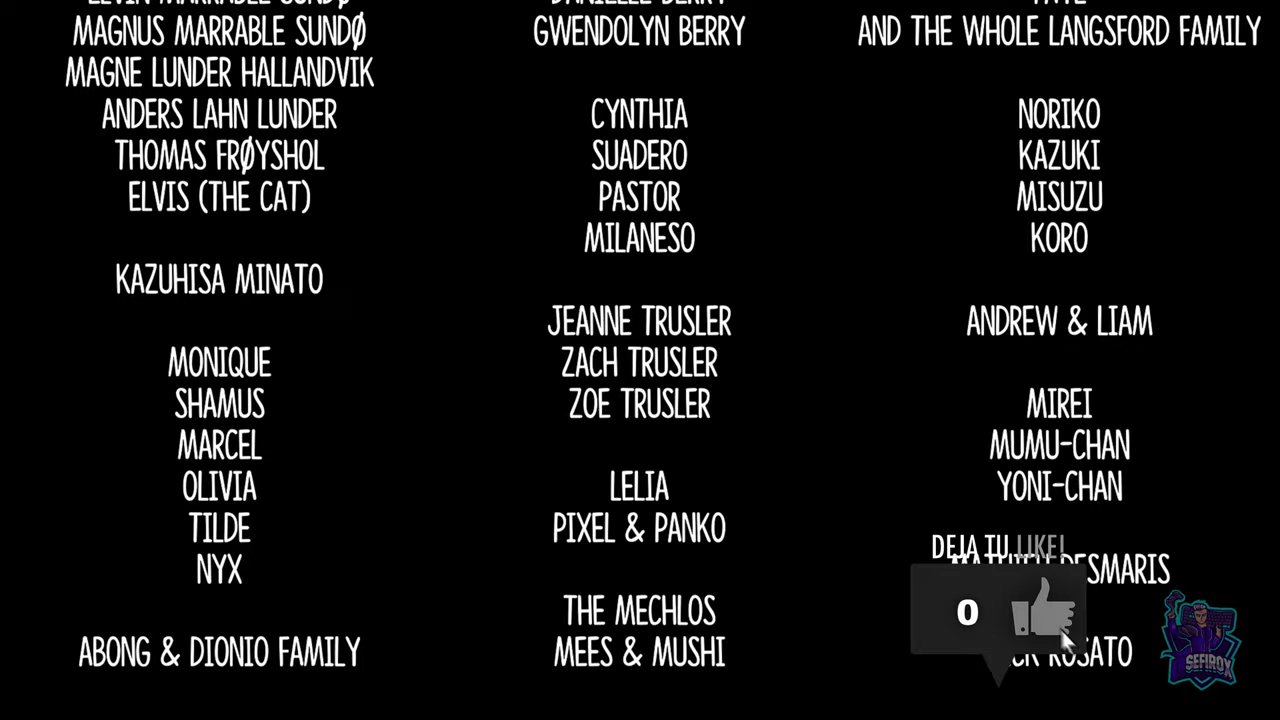 MAGNUS MARRABLE SUNDØ
MAGNE LUNDER HALLANDVIK
ANDERS LAHN LUNDER
THOMAS FRØYSHOL
ELVIS (THE CAT)
KAZUHISA MINATO
MONIQUE
SHAMUS
MARCEL
OLIVIA
TILDE
NYX
ABONG & DIONIO FAMILY
GWENDOLYN BERRY
CYNTHIA
SUADERO
PASTOR
MILANESO
JEANNE TRUSLER
ZACH TRUSLER
ZOE TRUSLER
LELIA
PIXEL & PANKO
THE MECHLOS
MEES & MUSHI
AND THE WHOLE LANGSFORD FAMILY
NORIKO
KAZUKI
MISUZU
KORO
ANDREW & LIAM
MIREI
MUMU-CHAN
YONI-CHAN
DEJA TU LIKE!
0
SEFIROX